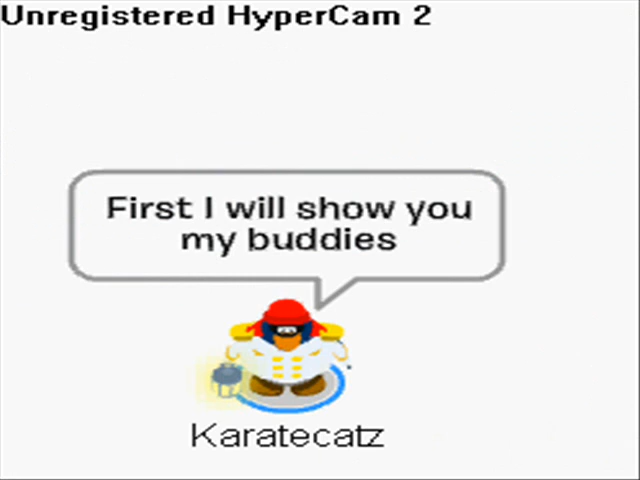 Unregistered HyperCam 2
First I will show you
my buddies
Karatecatz